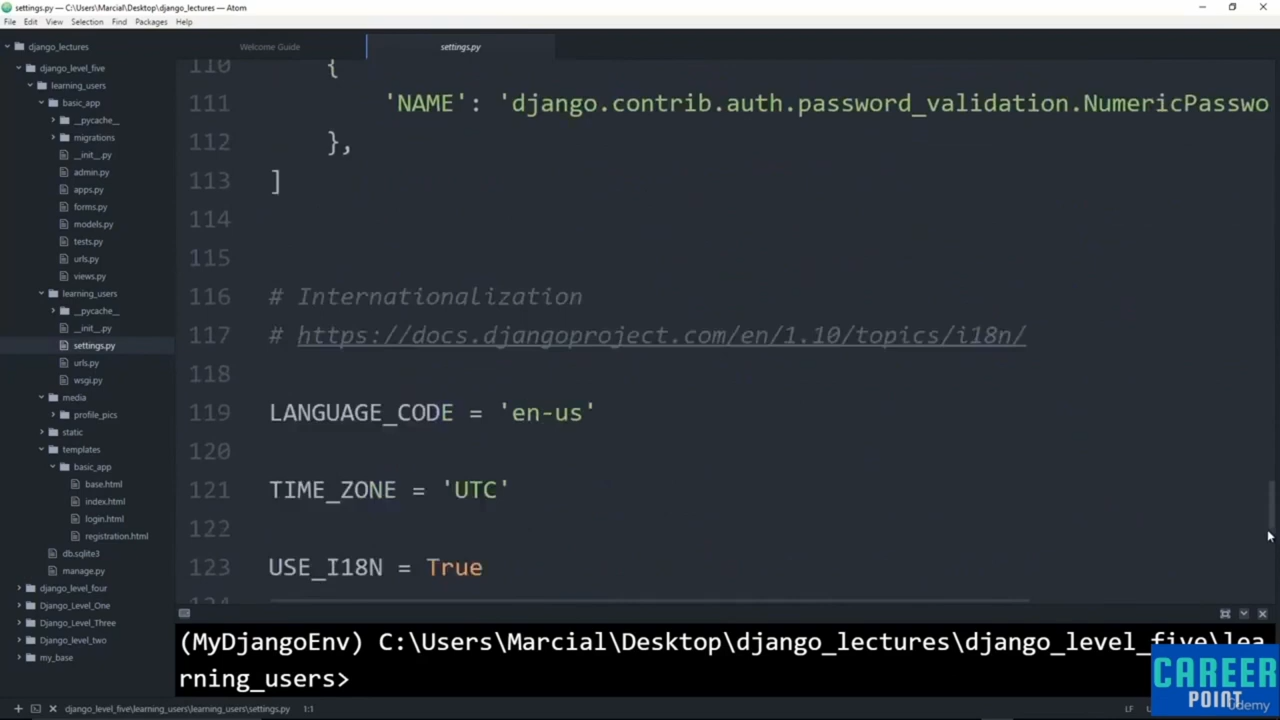 settings.py — C:\Users\Marcial\Desktop\django_lectures — Atom
File Edit View Selection Find Packages Help
django_lectures
django_level_five
learning_users
basic_app
__pycache__
migrations
__init__.py
admin.py
apps.py
forms.py
models.py
tests.py
urls.py
views.py
learning_users
__pycache__
__init__.py
settings.py
urls.py
wsgi.py
media
profile_pics
static
templates
basic_app
base.html
index.html
login.html
registration.html
db.sqlite3
manage.py
django_level_four
Django_Level_One
Django_Level_Three
Django_level_two
my_base
Welcome Guide settings.py
110 {
111 'NAME': 'django.contrib.auth.password_validation.NumericPasswo
112 },
113 ]
114
115
116 # Internationalization
117 # https://docs.djangoproject.com/en/1.10/topics/i18n/
118
119 LANGUAGE_CODE = 'en-us'
120
121 TIME_ZONE = 'UTC'
122
123 USE_I18N = True
124
(MyDjangoEnv) C:\Users\Marcial\Desktop\django_lectures\django_level_five\lea
rning_users>
django_level_five\learning_users\learning_users\settings.py 1:1
LF
CAREER
POINT
Udemy